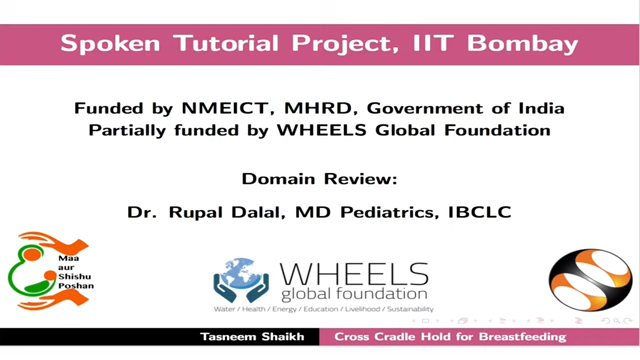 Spoken Tutorial Project, IIT Bombay
Funded by NMEICT, MHRD, Government of India
Partially funded by WHEELS Global Foundation
Domain Review:
Dr. Rupal Dalal, MD Pediatrics, IBCLC
Maa
aur
Shishu
Poshan
WHEELS
global foundation
Water / Health / Energy / Education / Livelihood / Sustainability
Tasneem Shaikh
Cross Cradle Hold for Breastfeeding